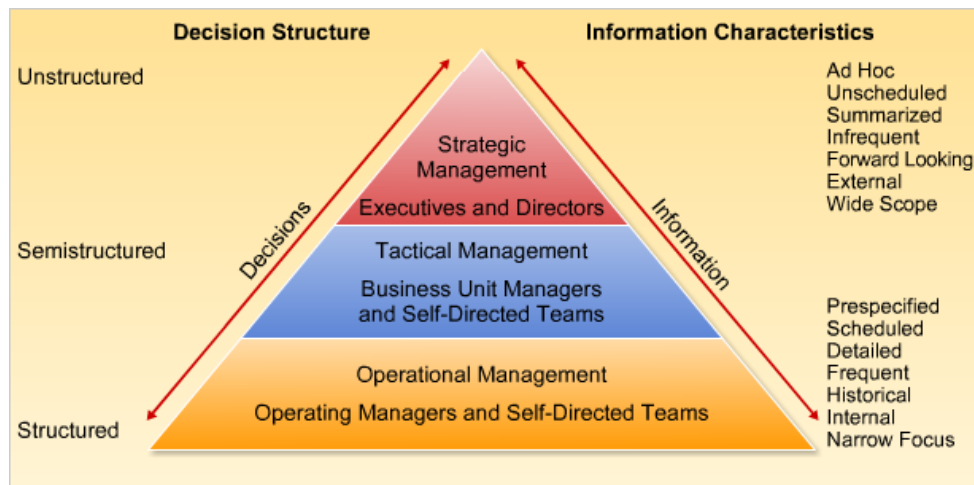 Decision Structure
Information Characteristics
Unstructured
Semistructured
Structured
Decisions
Strategic
Management
Executives and Directors
Tactical Management
Business Unit Managers
and Self-Directed Teams
Operational Management
Operating Managers and Self-Directed Teams
Information
Ad Hoc
Unscheduled
Summarized
Infrequent
Forward Looking
External
Wide Scope
Prespecified
Scheduled
Detailed
Frequent
Historical
Internal
Narrow Focus